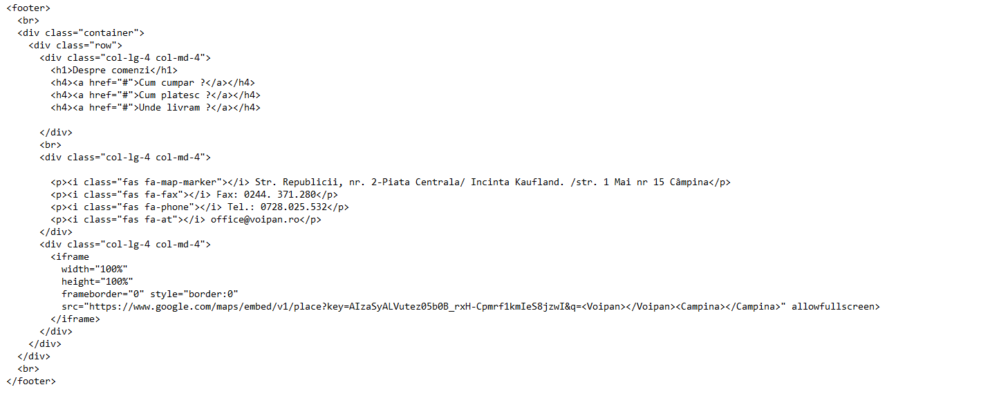 <footer>
<br>
<div class="container">
<div class="row">
<div class="col-lg-4 col-md-4">
<h1>Despre comenzi</h1>
<h4><a href="#">Cum cumpar ?</a></h4>
<h4><a href="#">Cum platesc ?</a></h4>
<h4><a href="#">Unde livram ?</a></h4>
</div>
<br>
<div class="col-lg-4 col-md-4">
<p><i class="fas fa-map-marker"></i> Str. Republicii, nr. 2-Piata Centrala/ Incinta Kaufland. /str. 1 Mai nr 15 Câmpina</p>
<p><i class="fas fa-fax"></i> Fax: 0244. 371.280</p>
<p><i class="fas fa-phone"></i> Tel.: 0728.025.532</p>
<p><i class="fas fa-at"></i> office@voipan.ro</p>
</div>
<div class="col-lg-4 col-md-4">
<iframe
width="100%"
height="100%"
frameborder="0" style="border:0"
src="https://www.google.com/maps/embed/v1/place?key=AIzaSyALVutez05b0B_rxH-Cpmrf1kmIeS8jzwI&q=<Voipan></Voipan><Campina></Campina>" allowfullscreen>
</iframe>
</div>
</div>
</div>
<br>
</footer>